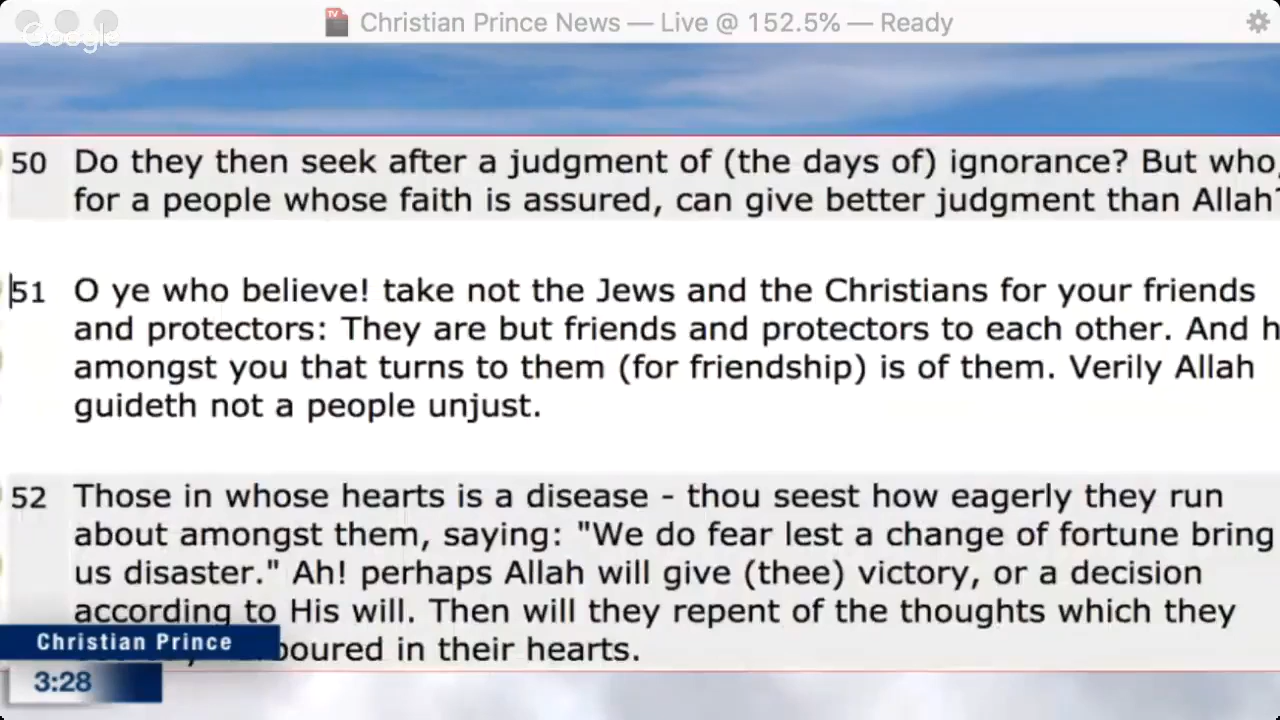 Google
Christian Prince News — Live @ 152.5% — Ready
50 Do they then seek after a judgment of (the days of) ignorance? But who,
for a people whose faith is assured, can give better judgment than Allah
51 O ye who believe! take not the Jews and the Christians for your friends
and protectors: They are but friends and protectors to each other. And h
amongst you that turns to them (for friendship) is of them. Verily Allah
guideth not a people unjust.
52 Those in whose hearts is a disease - thou seest how eagerly they run
about amongst them, saying: "We do fear lest a change of fortune bring
us disaster." Ah! perhaps Allah will give (thee) victory, or a decision
according to His will. Then will they repent of the thoughts which they
boured in their hearts.
Christian Prince
3:28